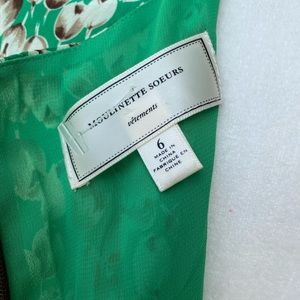 MOULINETTE SOEURS
vêtements
6
MADE IN
CHINA
FABRIQUÉ EN
CHINE